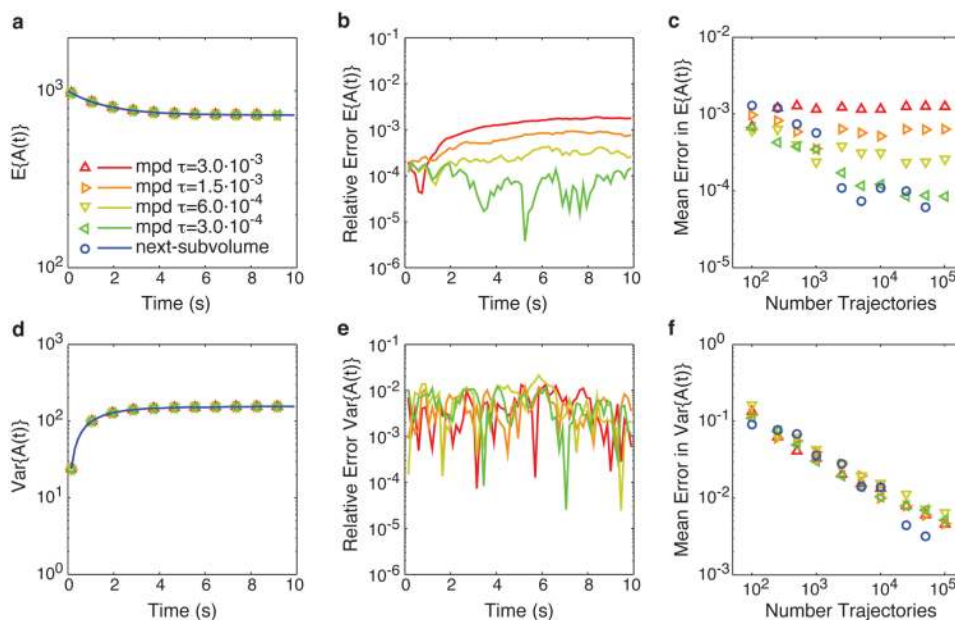 a
E{A(t)}
10³
10²
mpd τ=3.0·10⁻³
mpd τ=1.5·10⁻³
mpd τ=6.0·10⁻⁴
mpd τ=3.0·10⁻⁴
next-subvolume
0 2 4 6 8 10
Time (s)
b
Relative Error E{A(t)}
10⁻¹
10⁻²
10⁻³
10⁻⁴
10⁻⁵
10⁻⁶
0 2 4 6 8 10
Time (s)
c
Mean Error in E{A(t)}
10⁻²
10⁻³
10⁻⁴
10⁻⁵
10² 10³ 10⁴ 10⁵
Number Trajectories
d
Var{A(t)}
10³
10²
10¹
10⁰
0 2 4 6 8 10
Time (s)
e
Relative Error Var{A(t)}
10⁻¹
10⁻²
10⁻³
10⁻⁴
10⁻⁵
10⁻⁶
0 2 4 6 8 10
Time (s)
f
Mean Error in Var{A(t)}
10⁰
10⁻¹
10⁻²
10⁻³
10² 10³ 10⁴ 10⁵
Number Trajectories